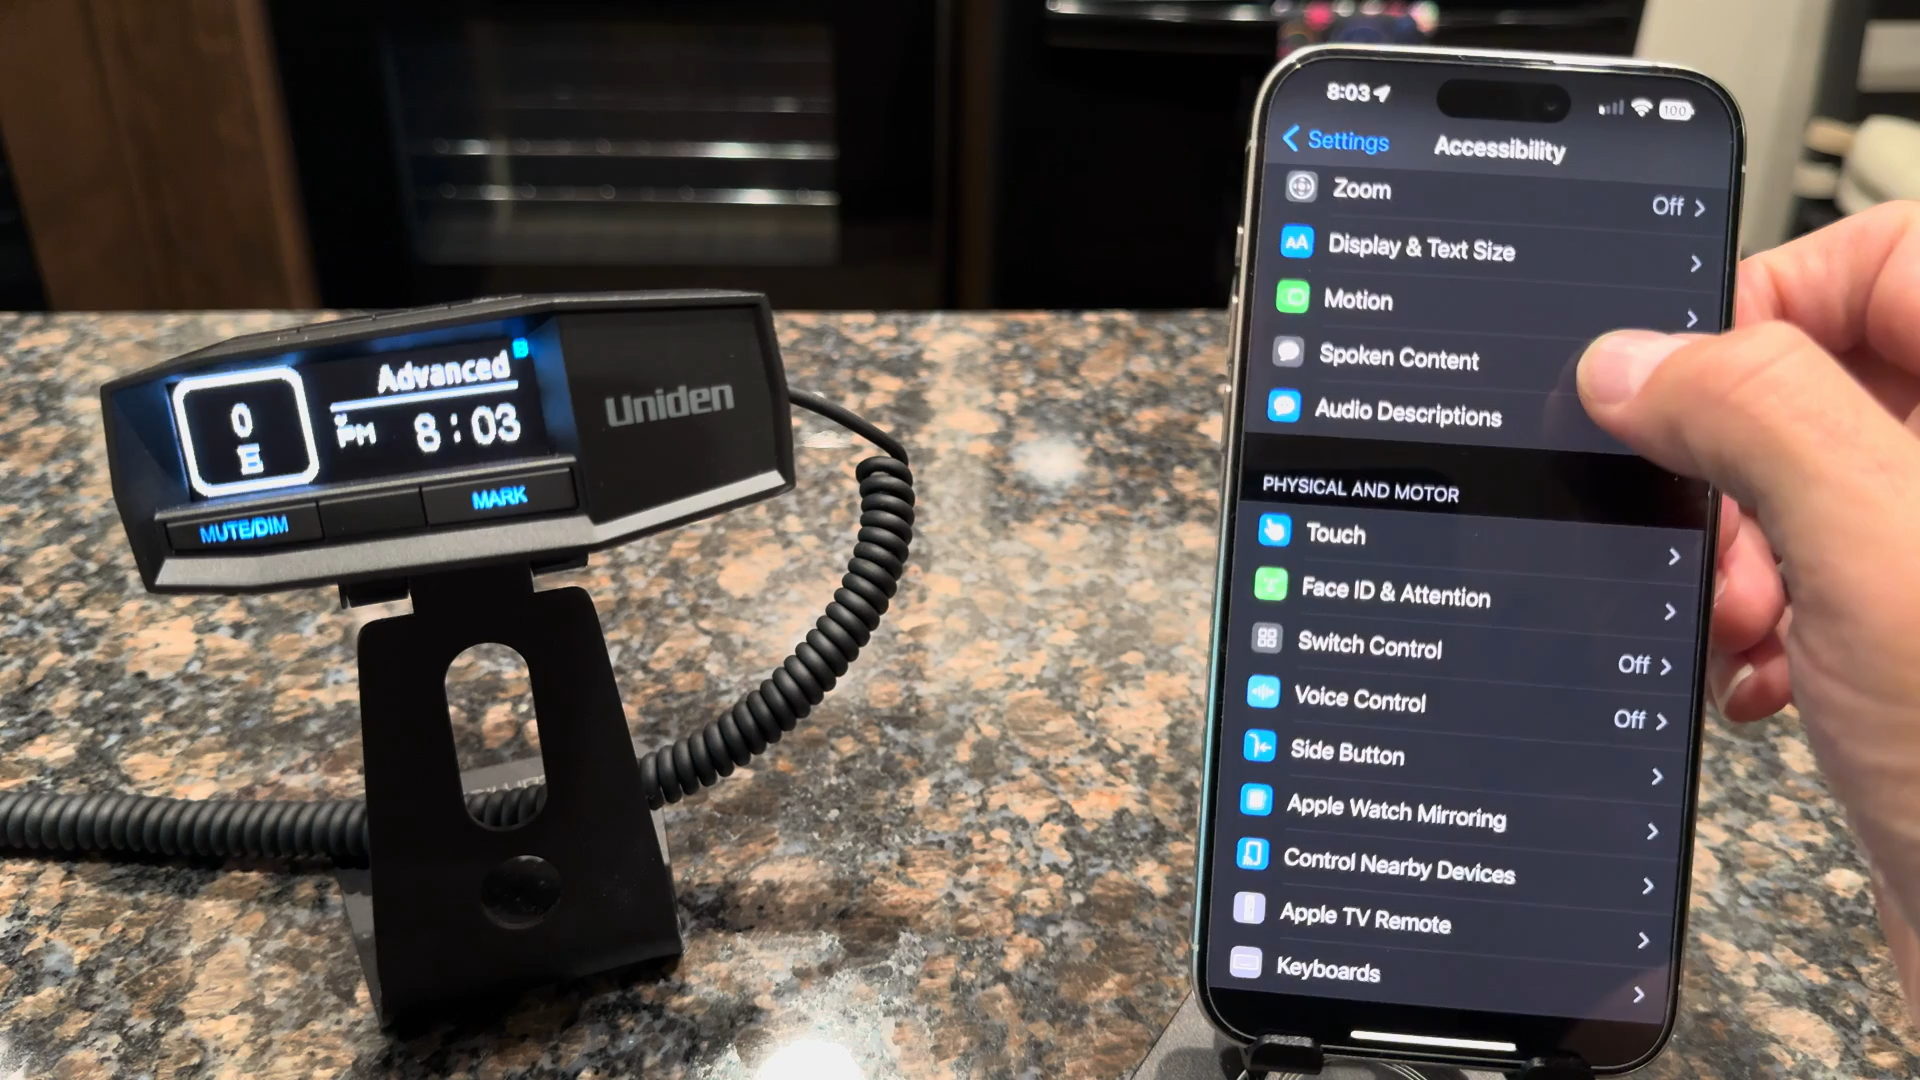 Advanced B
0
E
PM 8:03
Uniden
MUTE/DIM
MARK
8:03
100
Settings
Accessibility
Zoom Off
AA Display & Text Size
Motion
Spoken Content
Audio Descriptions
PHYSICAL AND MOTOR
Touch
Face ID & Attention
Switch Control Off
Voice Control Off
Side Button
Apple Watch Mirroring
Control Nearby Devices
Apple TV Remote
Keyboards